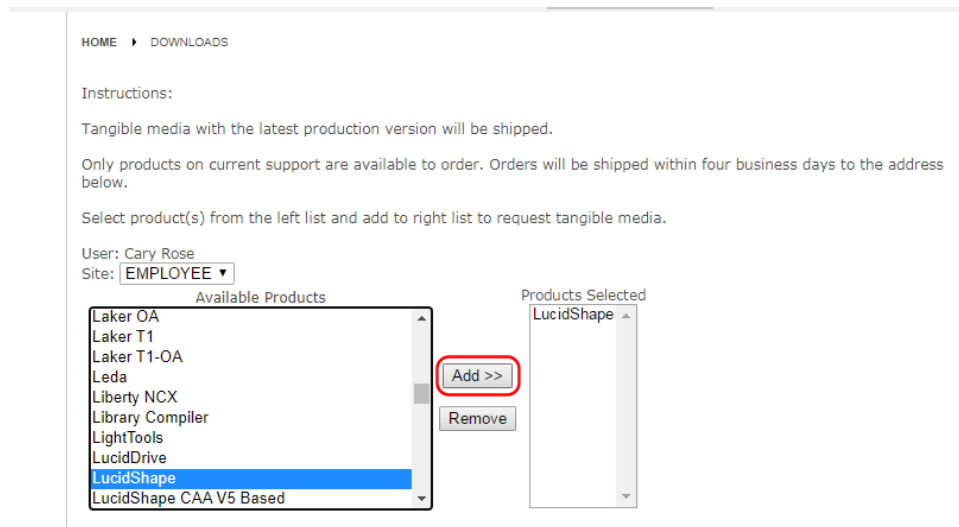 HOME DOWNLOADS
Instructions:
Tangible media with the latest production version will be shipped.
Only products on current support are available to order. Orders will be shipped within four business days to the address
below.
Select product(s) from the left list and add to right list to request tangible media.
User: Cary Rose
Site: EMPLOYEE
Available Products
Laker OA
Laker T1
Laker T1-OA
Leda
Liberty NCX
Library Compiler
LightTools
LucidDrive
LucidShape
LucidShape CAA V5 Based
Add >>
Remove
Products Selected
LucidShape